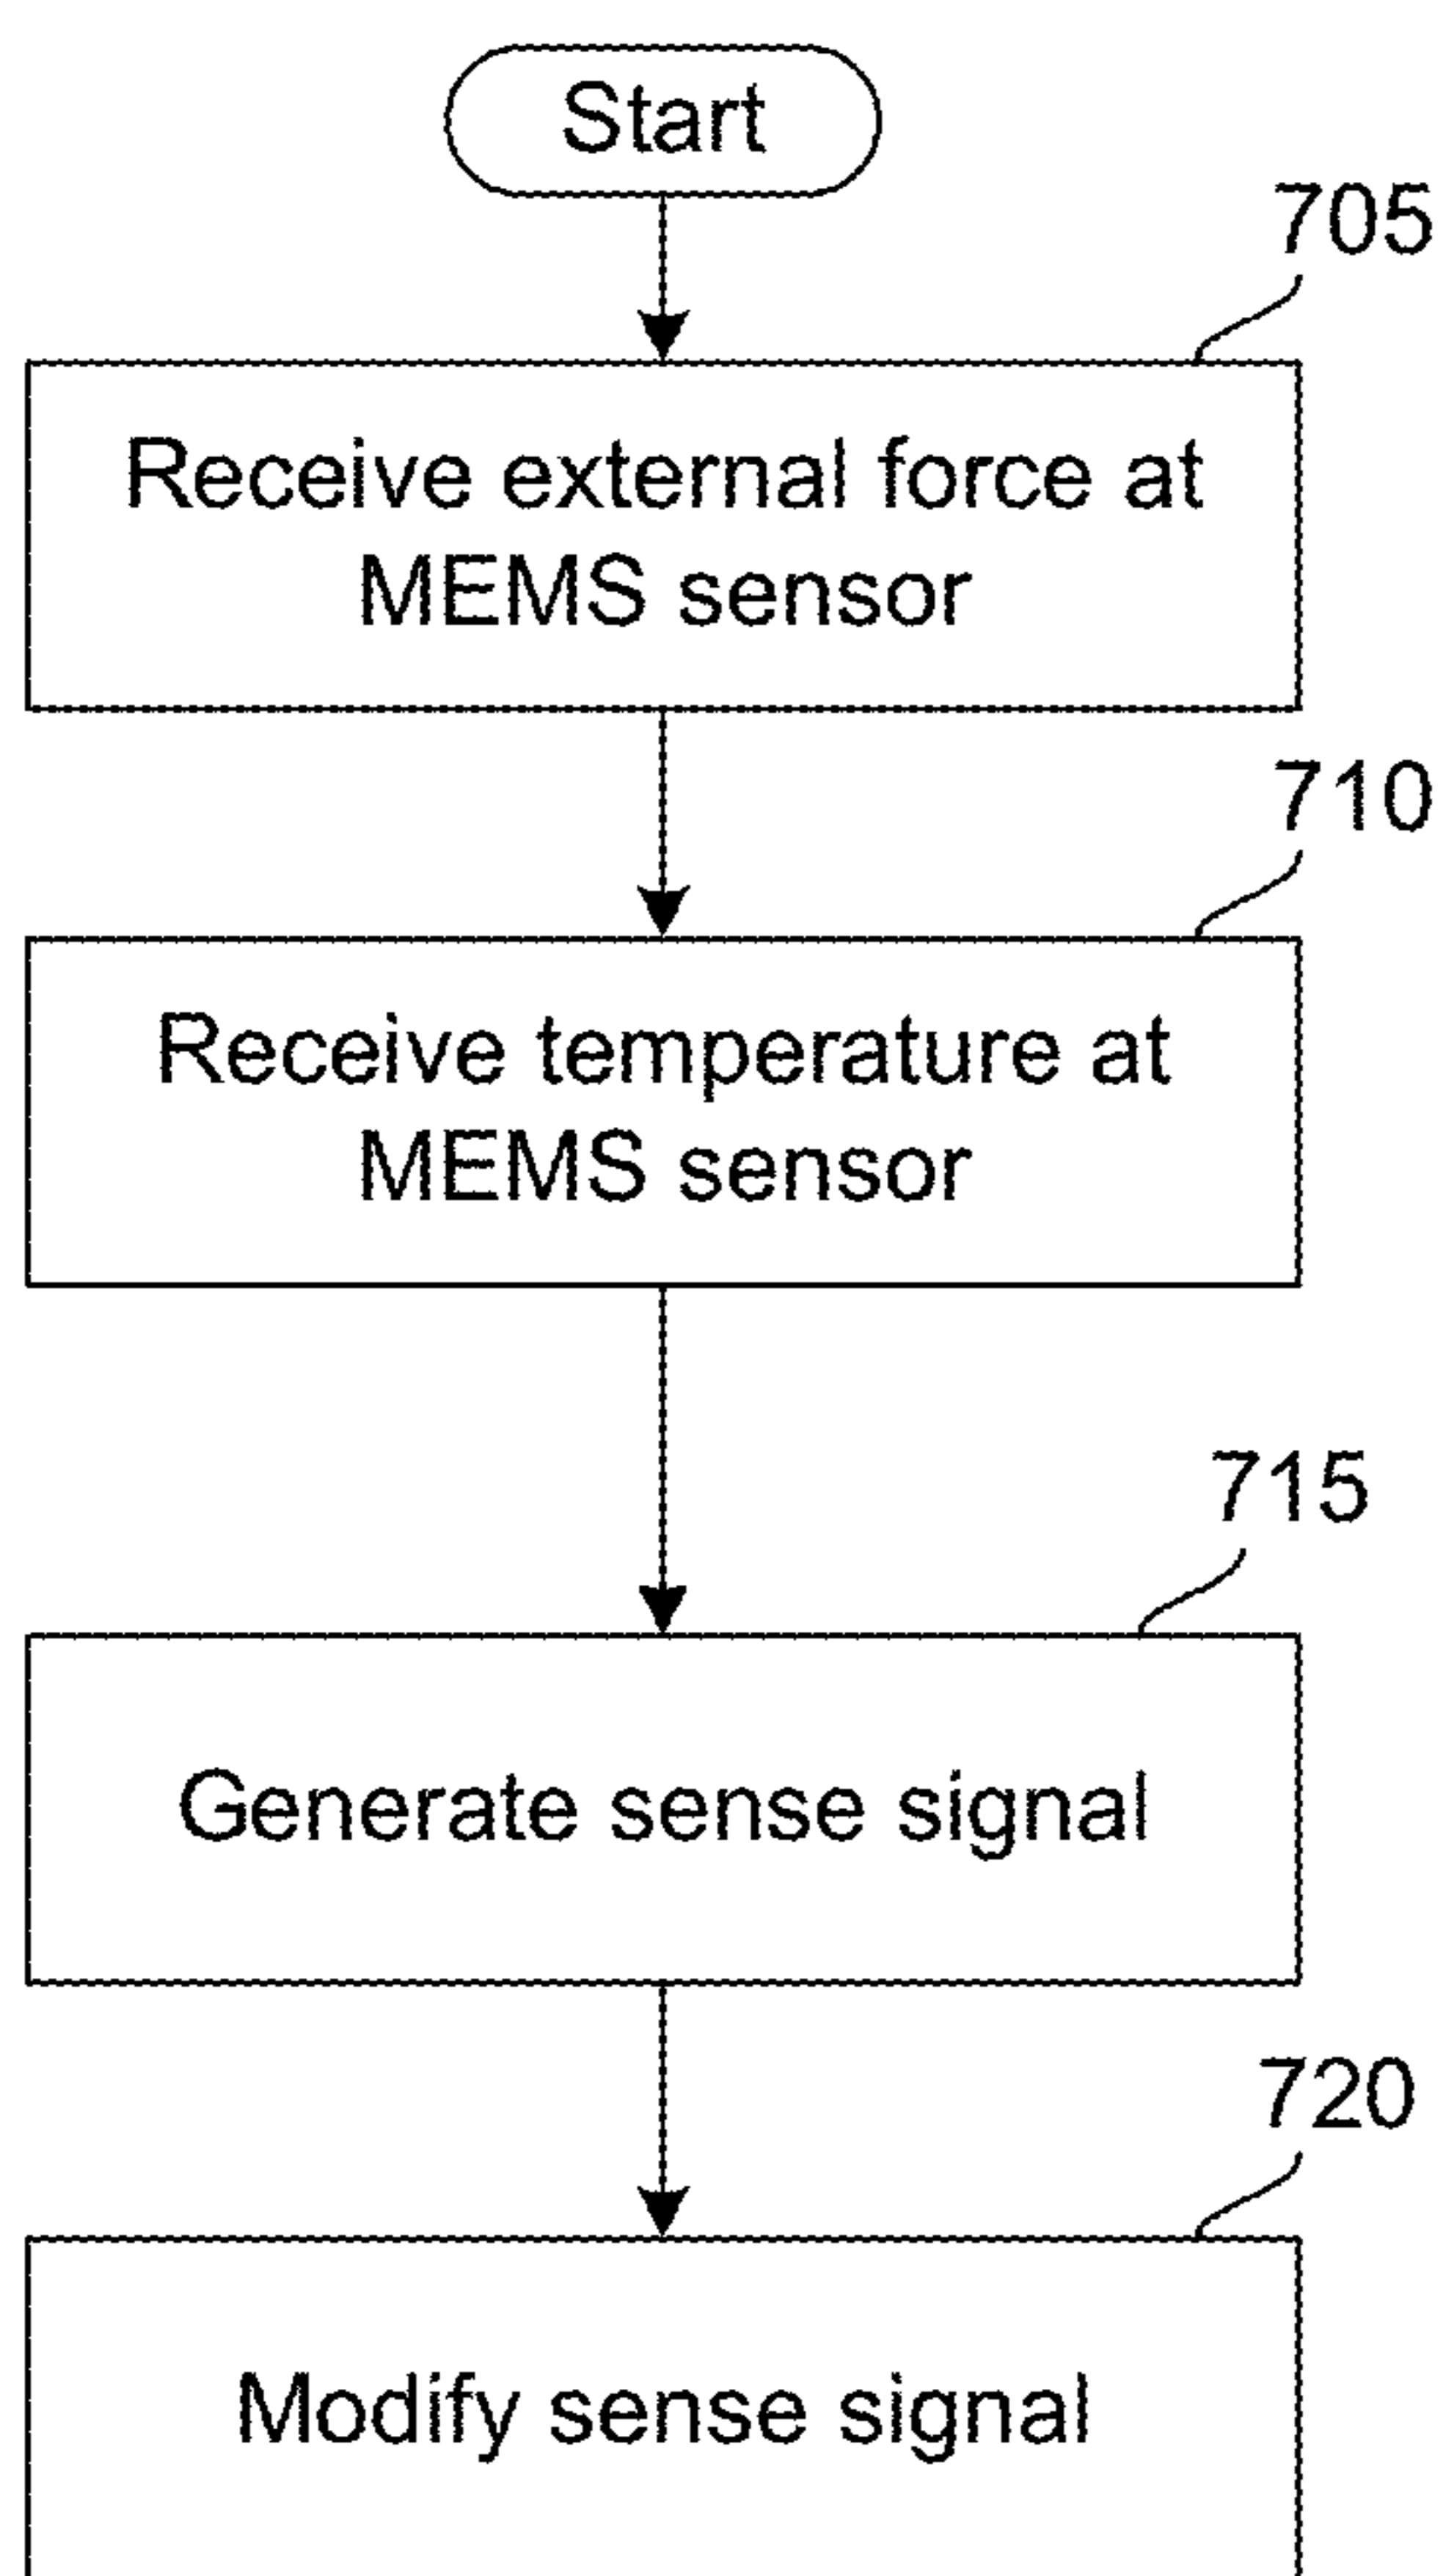 Start
705
Receive external force at
MEMS sensor
710
Receive temperature at
MEMS sensor
715
Generate sense signal
720
Modify sense signal